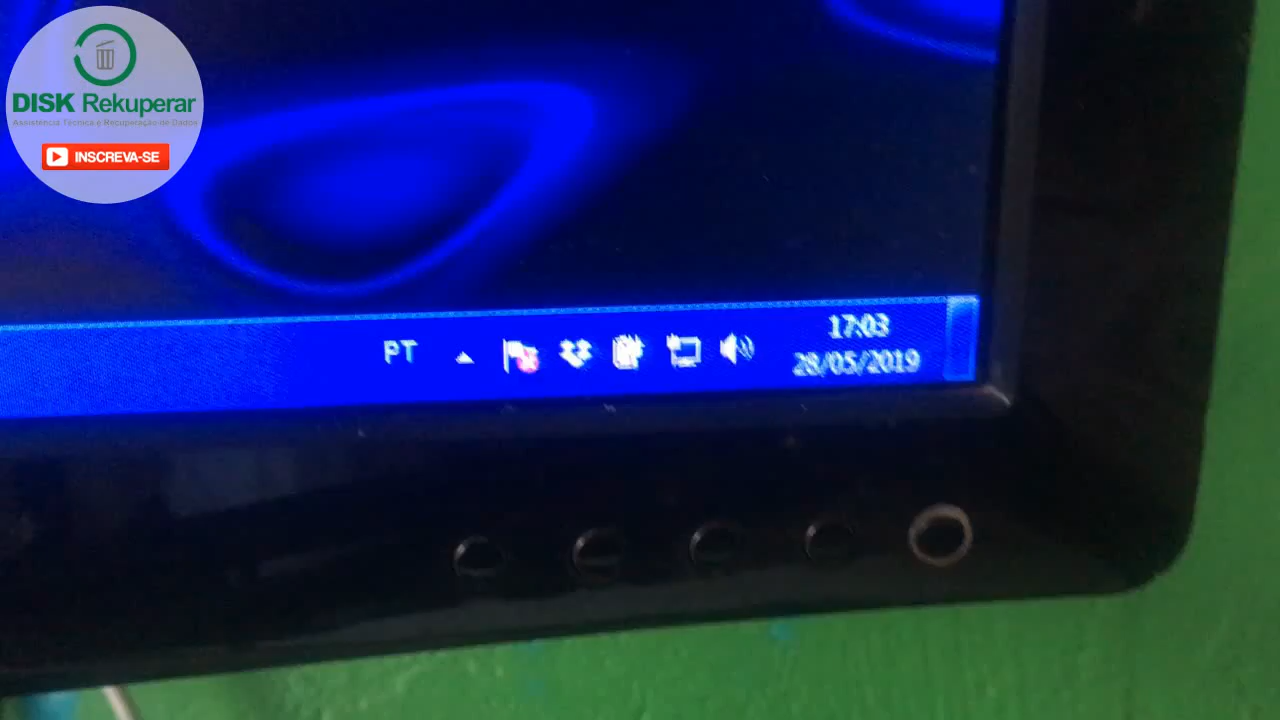 DISK Rekuperar
Assistência Técnica e Recuperação de Dados
INSCREVA-SE
PT
17:03
28/05/2019